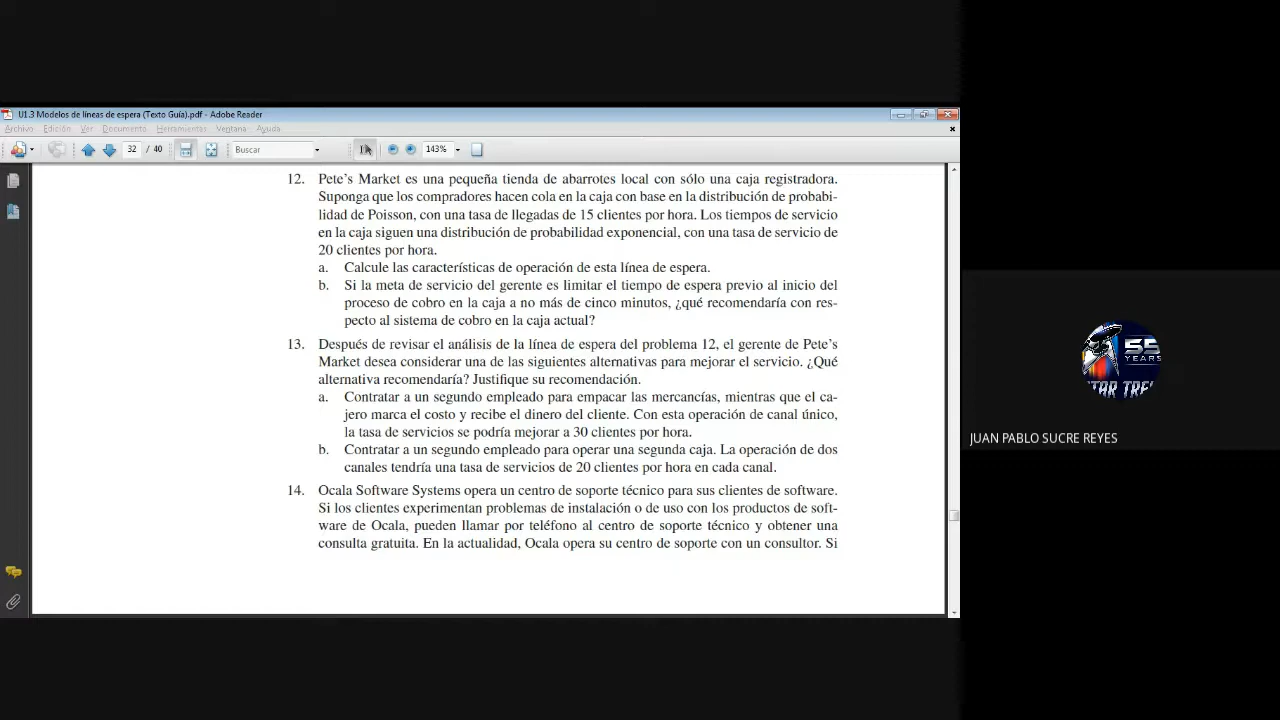 U1.3 Modelos de líneas de espera (Texto Guía).pdf - Adobe Reader
Archivo Edición Ver Documento Herramientas Ventana Ayuda
32 / 40 Buscar 143%
12. Pete's Market es una pequeña tienda de abarrotes local con sólo una caja registradora.
Suponga que los compradores hacen cola en la caja con base en la distribución de probabi-
lidad de Poisson, con una tasa de llegadas de 15 clientes por hora. Los tiempos de servicio
en la caja siguen una distribución de probabilidad exponencial, con una tasa de servicio de
20 clientes por hora.
a. Calcule las características de operación de esta línea de espera.
b. Si la meta de servicio del gerente es limitar el tiempo de espera previo al inicio del
proceso de cobro en la caja a no más de cinco minutos, ¿qué recomendaría con res-
pecto al sistema de cobro en la caja actual?
13. Después de revisar el análisis de la línea de espera del problema 12, el gerente de Pete's
Market desea considerar una de las siguientes alternativas para mejorar el servicio. ¿Qué
alternativa recomendaría? Justifique su recomendación.
a. Contratar a un segundo empleado para empacar las mercancías, mientras que el ca-
jero marca el costo y recibe el dinero del cliente. Con esta operación de canal único,
la tasa de servicios se podría mejorar a 30 clientes por hora.
b. Contratar a un segundo empleado para operar una segunda caja. La operación de dos
canales tendría una tasa de servicios de 20 clientes por hora en cada canal.
14. Ocala Software Systems opera un centro de soporte técnico para sus clientes de software.
Si los clientes experimentan problemas de instalación o de uso con los productos de soft-
ware de Ocala, pueden llamar por teléfono al centro de soporte técnico y obtener una
consulta gratuita. En la actualidad, Ocala opera su centro de soporte con un consultor. Si
55
YEARS
STAR TREK
JUAN PABLO SUCRE REYES